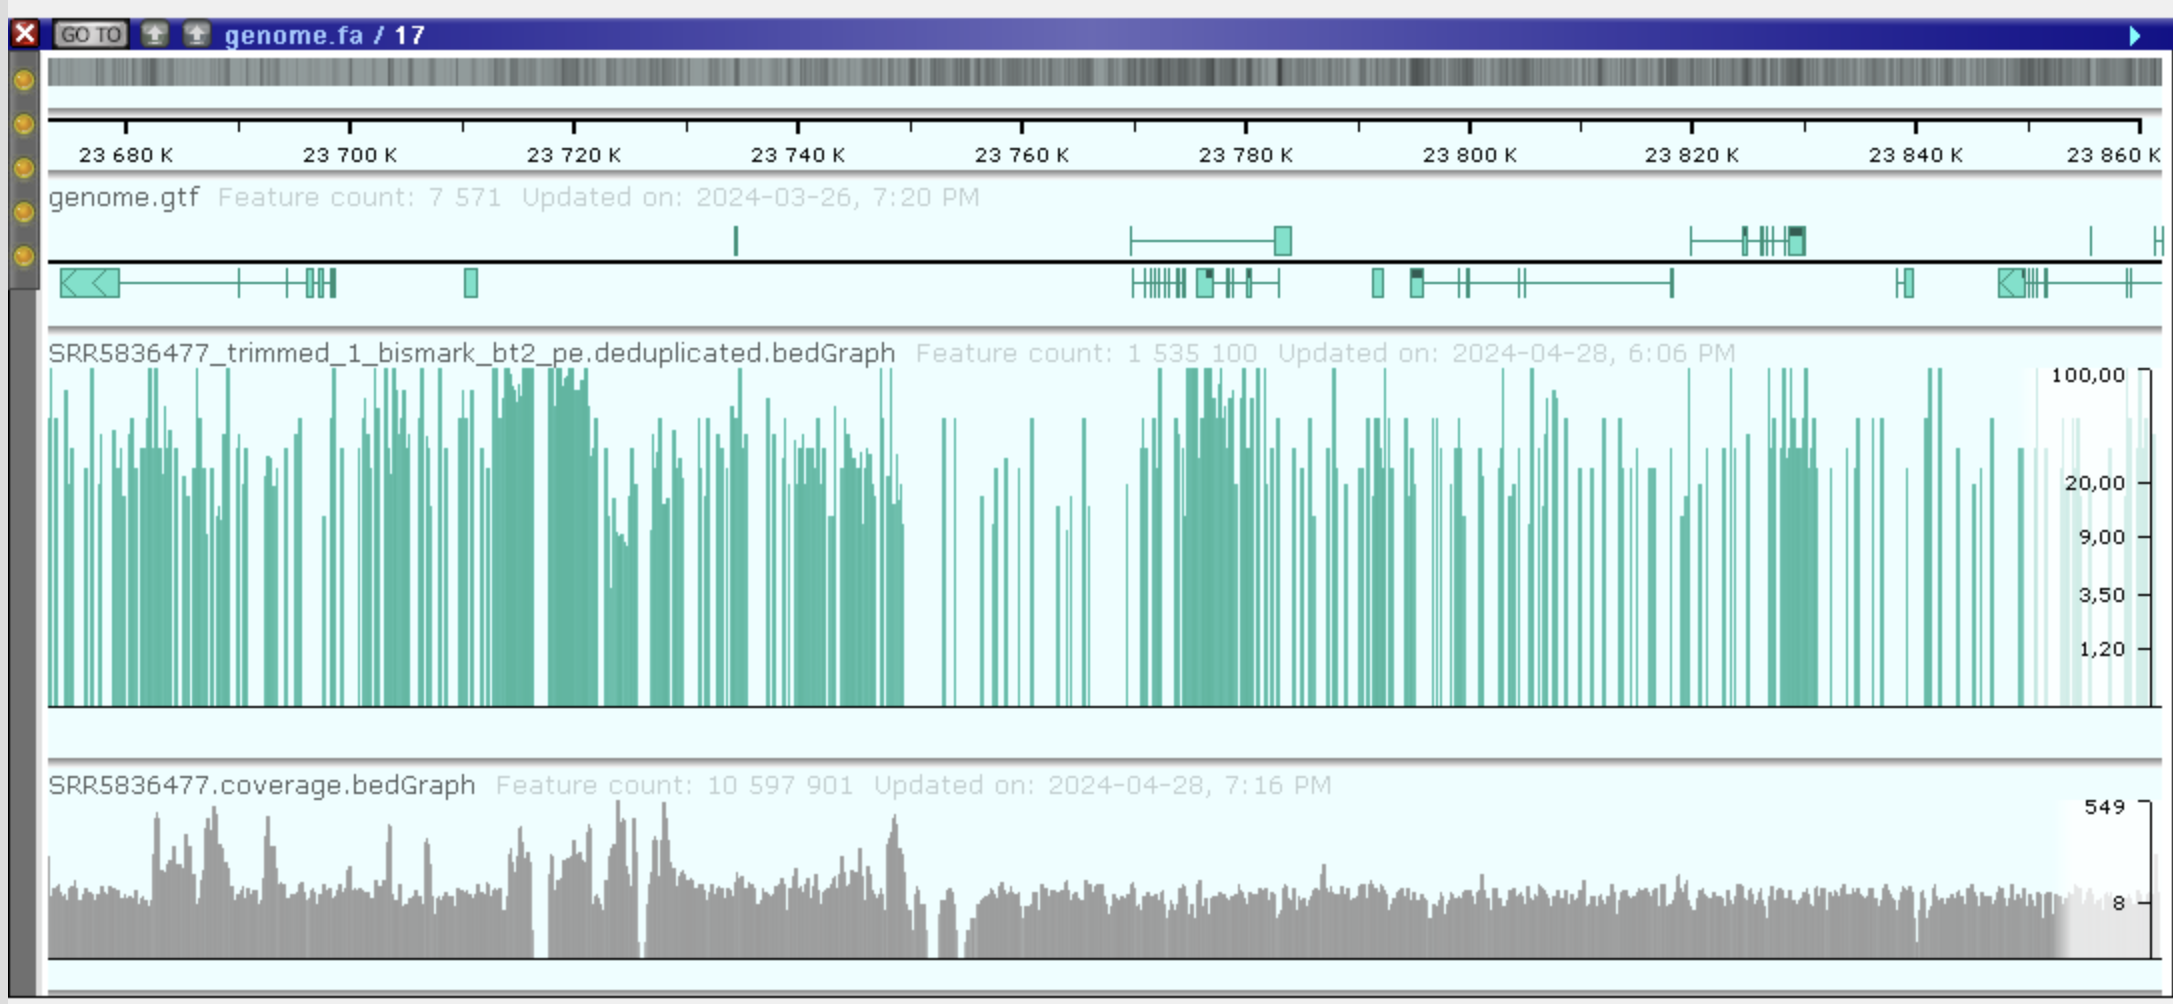 GO TO genome.fa / 17
23 680 K 23 700 K 23 720 K 23 740 K 23 760 K 23 780 K 23 800 K 23 820 K 23 840 K 23 860 K
genome.gtf Feature count: 7 571 Updated on: 2024-03-26, 7:20 PM
SRR5836477_trimmed_1_bismark_bt2_pe.deduplicated.bedGraph Feature count: 1 535 100 Updated on: 2024-04-28, 6:06 PM
100,00
20,00
9,00
3,50
1,20
SRR5836477.coverage.bedGraph Feature count: 10 597 901 Updated on: 2024-04-28, 7:16 PM
549
8